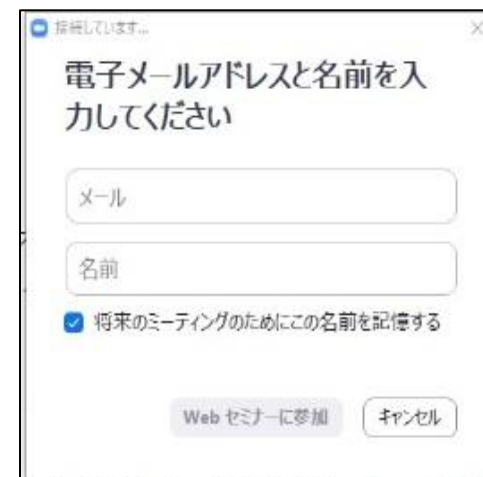 接続しています...
電子メールアドレスと名前を入
力してください
メール
名前
将来のミーティングのためにこの名前を記憶する
Web セミナーに参加 キャンセル